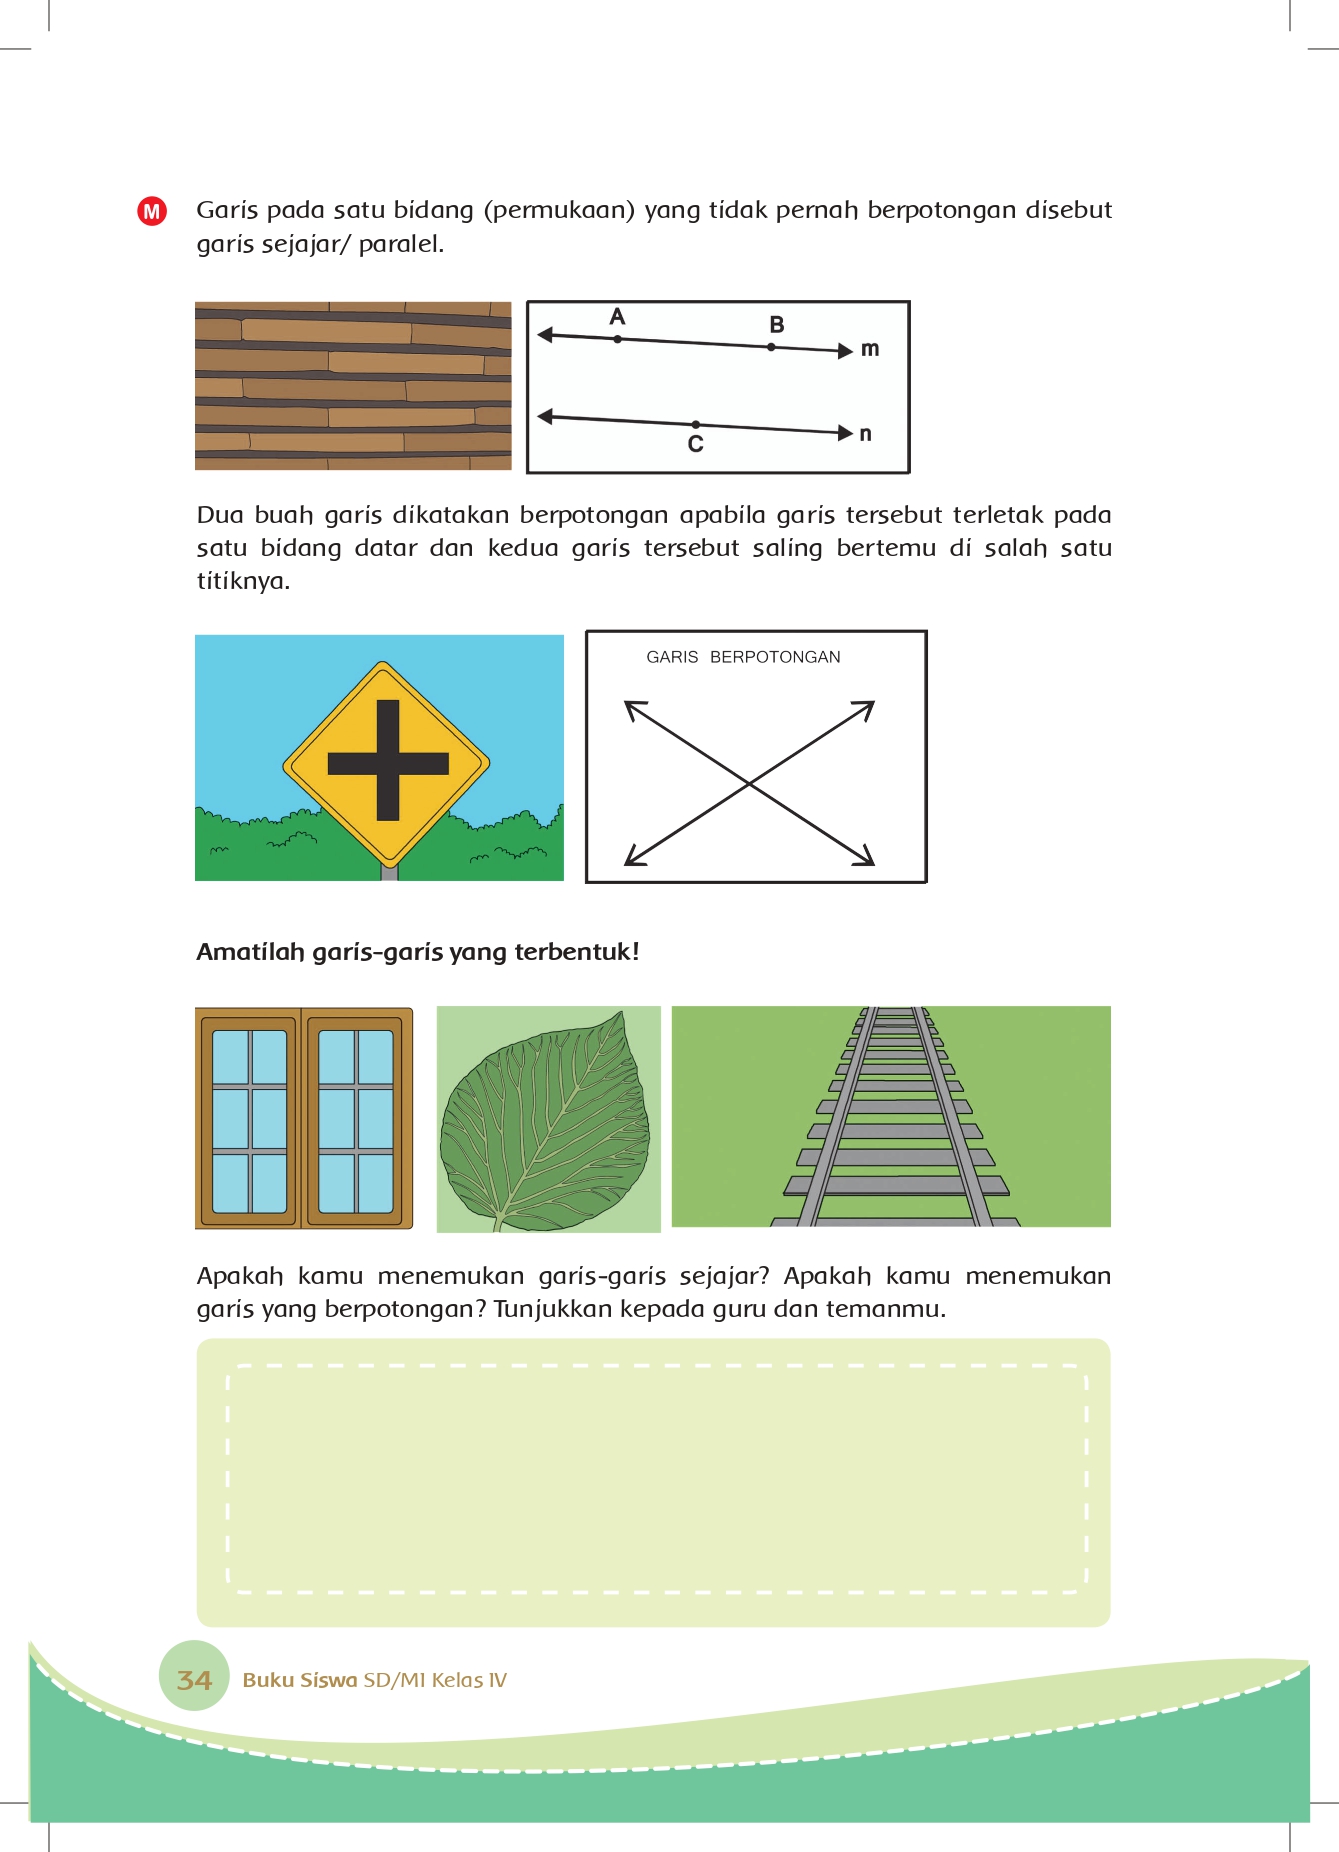 M
Garis pada satu bidang (permukaan) yang tidak pernah berpotongan disebut
garis sejajar/ paralel.
A
B
m
n
C
Dua buah garis dikatakan berpotongan apabila garis tersebut terletak pada
satu bidang datar dan kedua garis tersebut saling bertemu di salah satu
titiknya.
GARIS BERPOTONGAN
Amatilah garis-garis yang terbentuk!
Apakah kamu menemukan garis-garis sejajar? Apakah kamu menemukan
garis yang berpotongan? Tunjukkan kepada guru dan temanmu.
34
Buku Siswa SD/MI Kelas IV